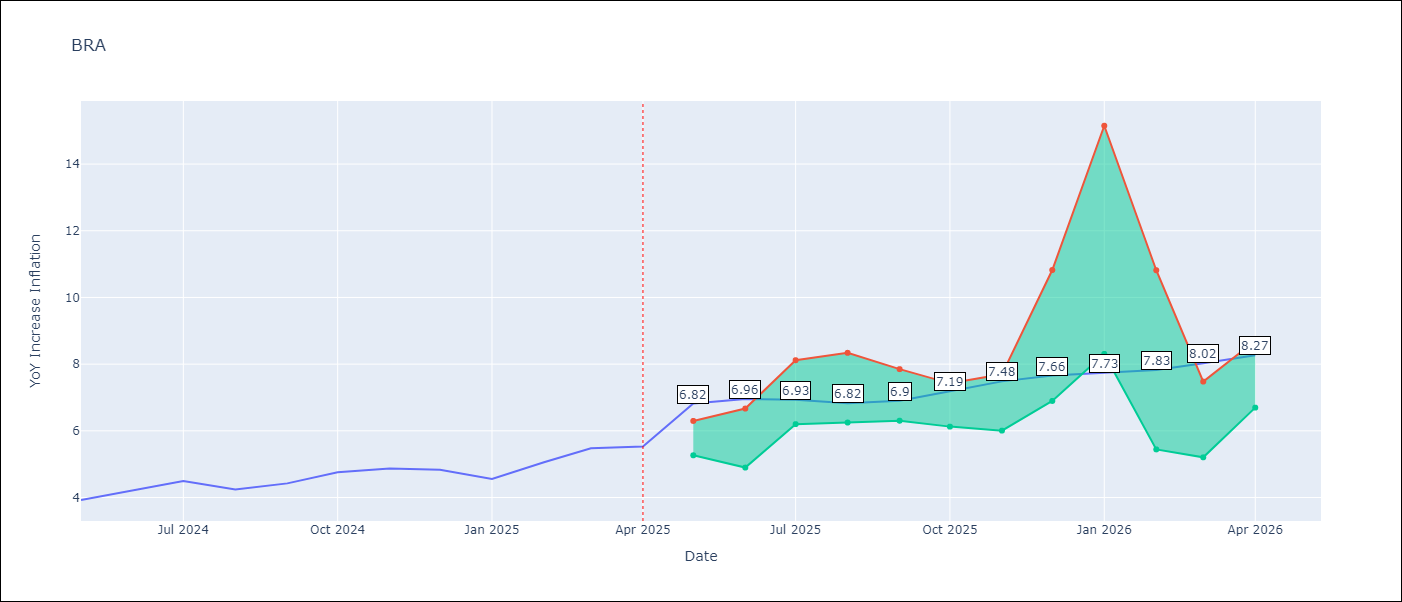 BRA
YoY Increase Inflation
14
12
10
8
6
4
6.82
6.96
6.93
6.82
6.9
7.19
7.48
7.66
7.73
7.83
8.02
8.27
Jul 2024
Oct 2024
Jan 2025
Apr 2025
Jul 2025
Oct 2025
Jan 2026
Apr 2026
Date